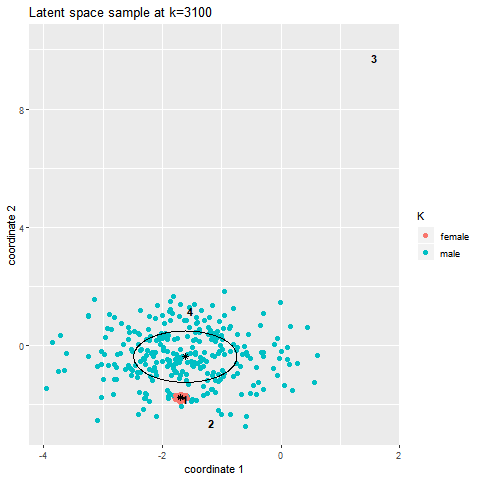 Latent space sample at k=3100
3
8
coordinate 2
4
4
0
1
2
-4
-2
0
2
coordinate 1
K
female
male